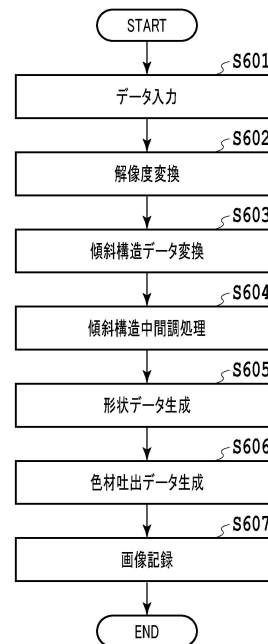 START
S601
データ入力
S602
解像度変換
S603
傾斜構造データ変換
S604
傾斜構造中間調処理
S605
形状データ生成
S606
色材吐出データ生成
S607
画像記録
END